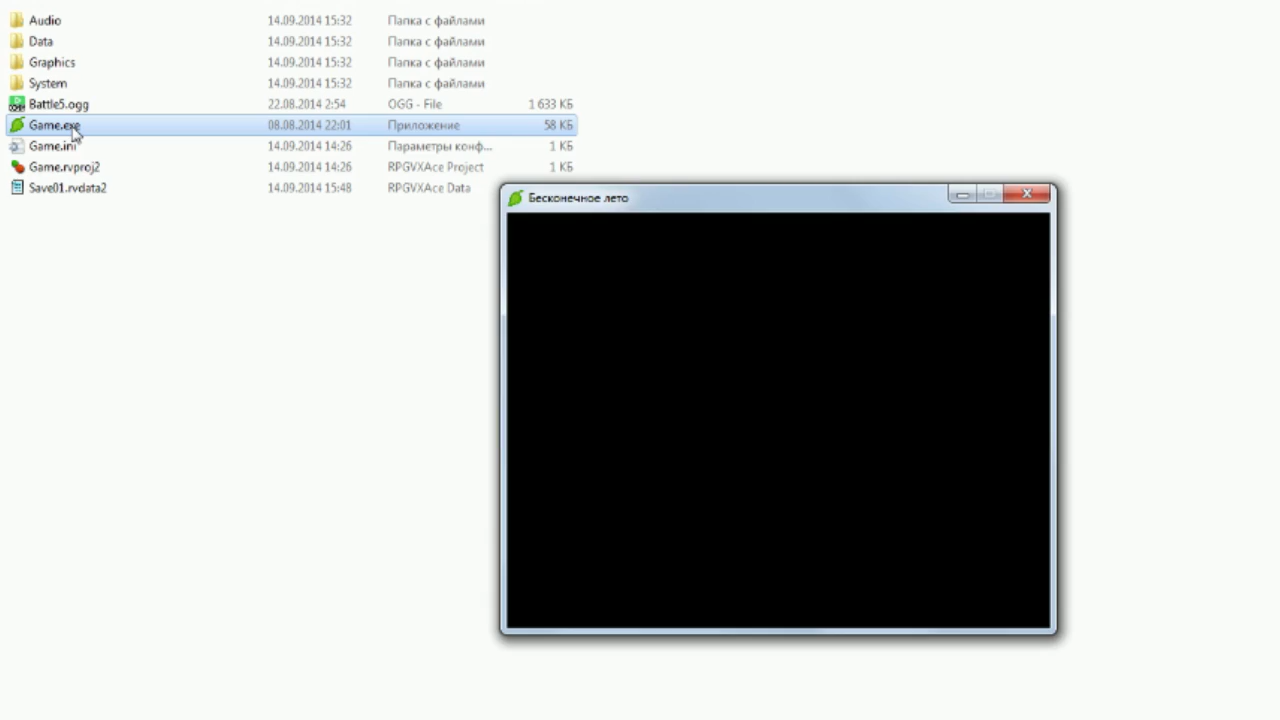 Audio 14.09.2014 15:32 Папка с файлами
Data 14.09.2014 15:32 Папка с файлами
Graphics 14.09.2014 15:32 Папка с файлами
System 14.09.2014 15:32 Папка с файлами
Battle5.ogg 22.08.2014 2:54 OGG - File 1 633 КБ
Game.exe 08.08.2014 22:01 Приложение 58 КБ
Game.ini 14.09.2014 14:26 Параметры конф... 1 КБ
Game.rvproj2 14.09.2014 14:26 RPGVXAce Project 1 КБ
Save01.rvdata2 14.09.2014 15:48 RPGVXAce Data
Бесконечное лето